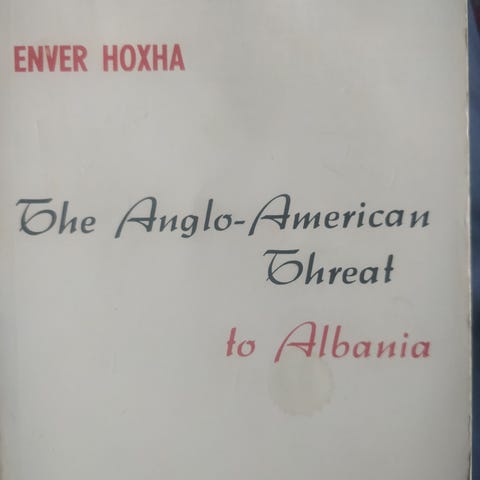 ENVER HOXHA
The Anglo-American
Threat
to Albania